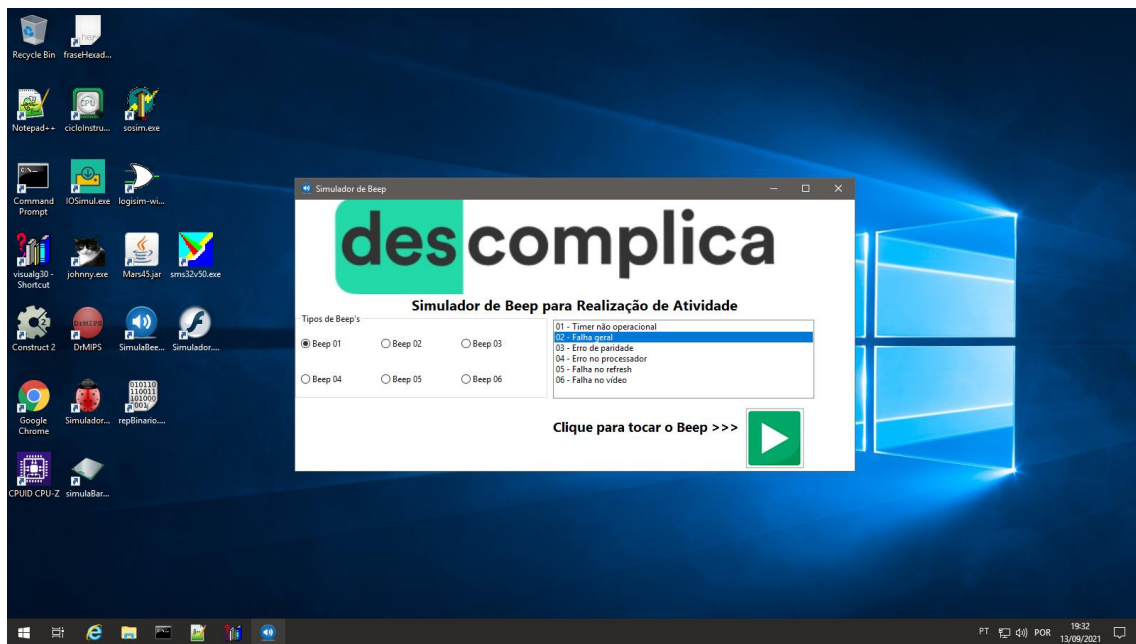 Recycle Bin
fraseHexad...
Notepad++
cicloInstru...
sosim.exe
Command Prompt
IOSimul.exe
logisim-wi...
visualg30 - Shortcut
johnny.exe
Mars45.jar
sms32v50.exe
Construct 2
DrMIPS
SimulaBee...
Simulador....
Google Chrome
Simulador...
repBinario....
CPUID CPU-Z
simulaBar...
Simulador de Beep
descomplica
Simulador de Beep para Realização de Atividade
Tipos de Beep's
Beep 01
Beep 02
Beep 03
Beep 04
Beep 05
Beep 06
01 - Timer não operacional
02 - Falha geral
03 - Erro de paridade
04 - Erro no processador
05 - Falha no refresh
06 - Falha no vídeo
Clique para tocar o Beep >>>
PT
POR
19:32
13/09/2021